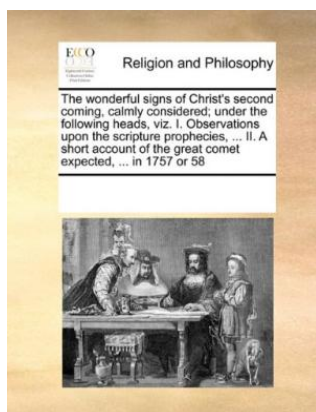 ECCO
Religion and Philosophy
The wonderful signs of Christ's second
coming, calmly considered; under the
following heads, viz. I. Observations
upon the scripture prophecies, ... II. A
short account of the great comet
expected, ... in 1757 or 58